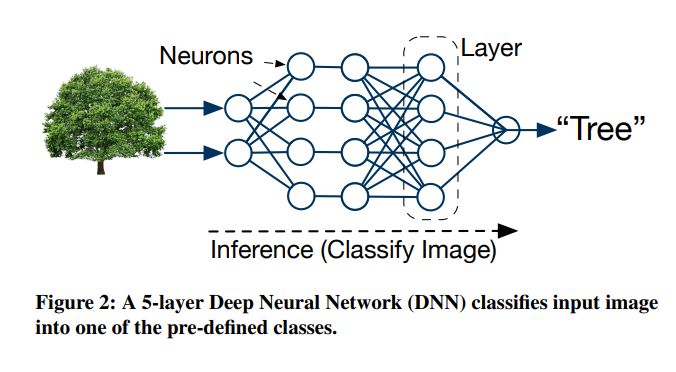 Neurons
Layer
“Tree”
Inference (Classify Image)
Figure 2: A 5-layer Deep Neural Network (DNN) classifies input image
into one of the pre-defined classes.